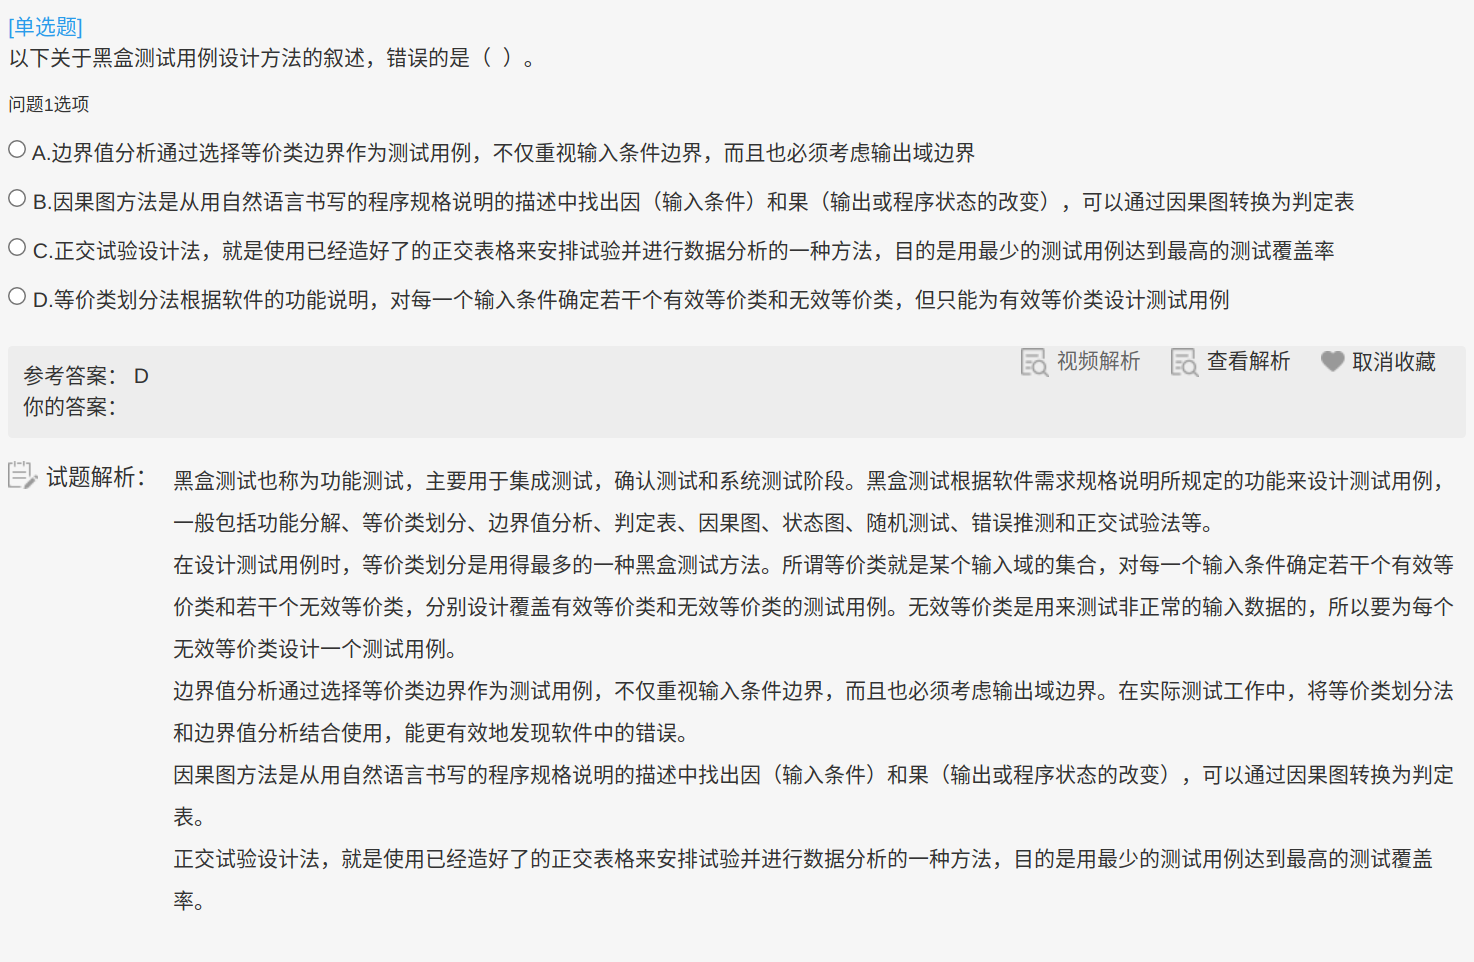 [单选题]
以下关于黑盒测试用例设计方法的叙述，错误的是（ ）。
问题1选项
A.边界值分析通过选择等价类边界作为测试用例，不仅重视输入条件边界，而且也必须考虑输出域边界
B.因果图方法是从用自然语言书写的程序规格说明的描述中找出因（输入条件）和果（输出或程序状态的改变），可以通过因果图转换为判定表
C.正交试验设计法，就是使用已经造好了的正交表格来安排试验并进行数据分析的一种方法，目的是用最少的测试用例达到最高的测试覆盖率
D.等价类划分法根据软件的功能说明，对每一个输入条件确定若干个有效等价类和无效等价类，但只能为有效等价类设计测试用例
参考答案： D
视频解析 查看解析 取消收藏
你的答案：
试题解析：
黑盒测试也称为功能测试，主要用于集成测试，确认测试和系统测试阶段。黑盒测试根据软件需求规格说明所规定的功能来设计测试用例，
一般包括功能分解、等价类划分、边界值分析、判定表、因果图、状态图、随机测试、错误推测和正交试验法等。
在设计测试用例时，等价类划分是用得最多的一种黑盒测试方法。所谓等价类就是某个输入域的集合，对每一个输入条件确定若干个有效等
价类和若干个无效等价类，分别设计覆盖有效等价类和无效等价类的测试用例。无效等价类是用来测试非正常的输入数据的，所以要为每个
无效等价类设计一个测试用例。
边界值分析通过选择等价类边界作为测试用例，不仅重视输入条件边界，而且也必须考虑输出域边界。在实际测试工作中，将等价类划分法
和边界值分析结合使用，能更有效地发现软件中的错误。
因果图方法是从用自然语言书写的程序规格说明的描述中找出因（输入条件）和果（输出或程序状态的改变），可以通过因果图转换为判定
表。
正交试验设计法，就是使用已经造好了的正交表格来安排试验并进行数据分析的一种方法，目的是用最少的测试用例达到最高的测试覆盖
率。